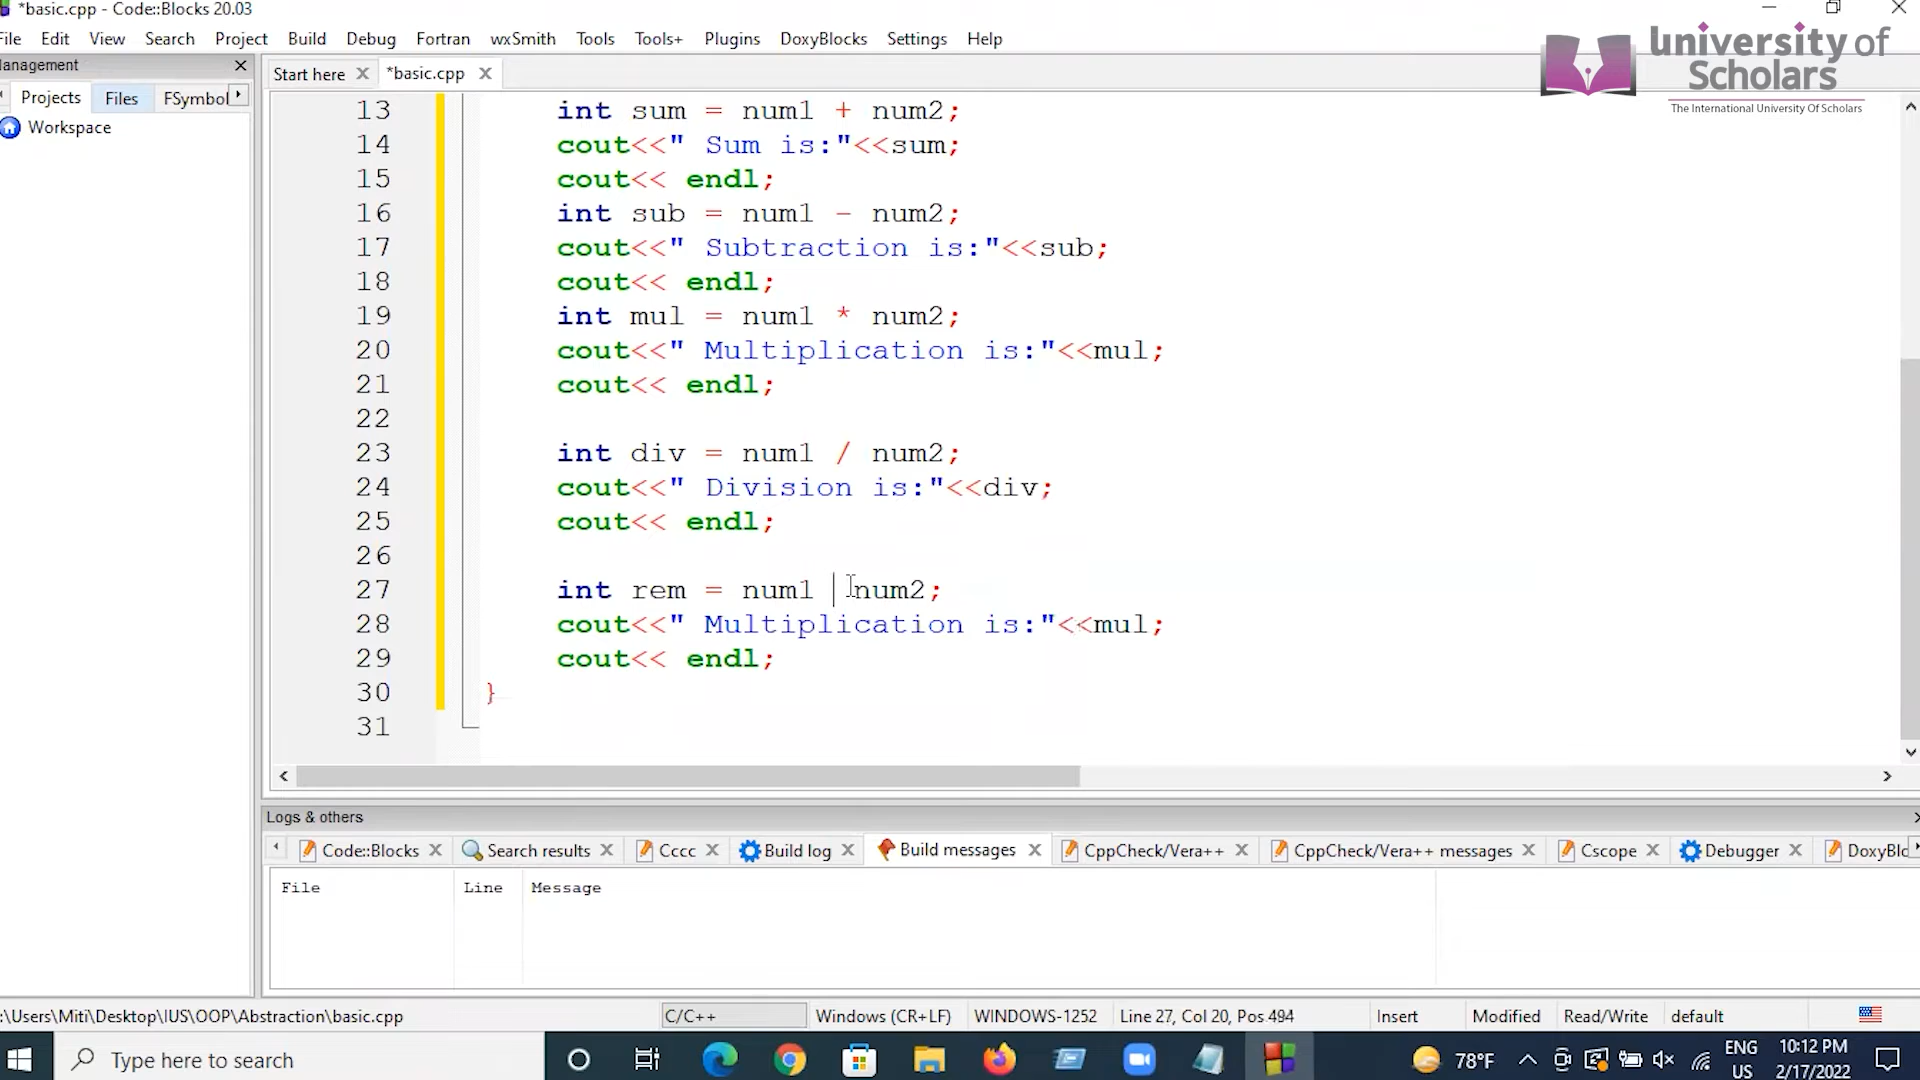 *basic.cpp - Code::Blocks 20.03
File Edit View Search Project Build Debug Fortran wxSmith Tools Tools+ Plugins DoxyBlocks Settings Help
University of
Scholars
The International University Of Scholars
anagement
Start here *basic.cpp
Projects Files FSymbol
Workspace
13 int sum = num1 + num2;
14 cout<<" Sum is:"<<sum;
15 cout<< endl;
16 int sub = num1 - num2;
17 cout<<" Subtraction is:"<<sub;
18 cout<< endl;
19 int mul = num1 * num2;
20 cout<<" Multiplication is:"<<mul;
21 cout<< endl;
22
23 int div = num1 / num2;
24 cout<<" Division is:"<<div;
25 cout<< endl;
26
27 int rem = num1 num2;
28 cout<<" Multiplication is:"<<mul;
29 cout<< endl;
30 }
31
Logs & others
Code::Blocks Search results Cccc Build log Build messages CppCheck/Vera++ CppCheck/Vera++ messages Cscope Debugger DoxyBlo
File Line Message
:\Users\Miti\Desktop\IUS\OOP\Abstraction\basic.cpp C/C++ Windows (CR+LF) WINDOWS-1252 Line 27, Col 20, Pos 494 Insert Modified Read/Write default
Type here to search 78°F ENG US 10:12 PM 2/17/2022